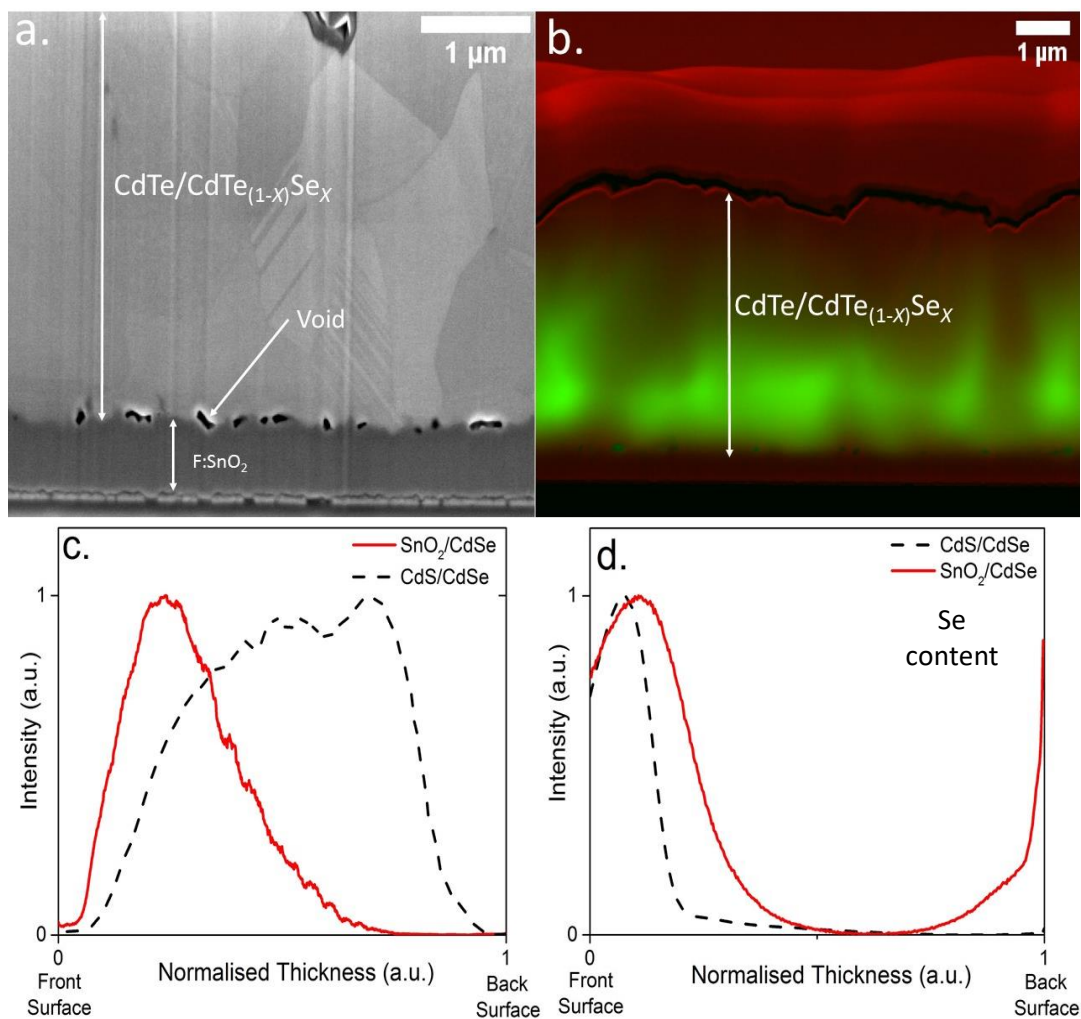 a.
1 µm
CdTe/CdTe(1-X)SeX
Void
F:SnO2
b.
1 µm
CdTe/CdTe(1-X)SeX
c.
SnO2/CdSe
CdS/CdSe
1
Intensity (a.u.)
0
0
1
Front
Surface
Normalised Thickness (a.u.)
Back
Surface
d.
CdS/CdSe
SnO2/CdSe
Se
content
1
Intensity (a.u.)
0
0
1
Front
Surface
Normalised Thickness (a.u.)
Back
Surface